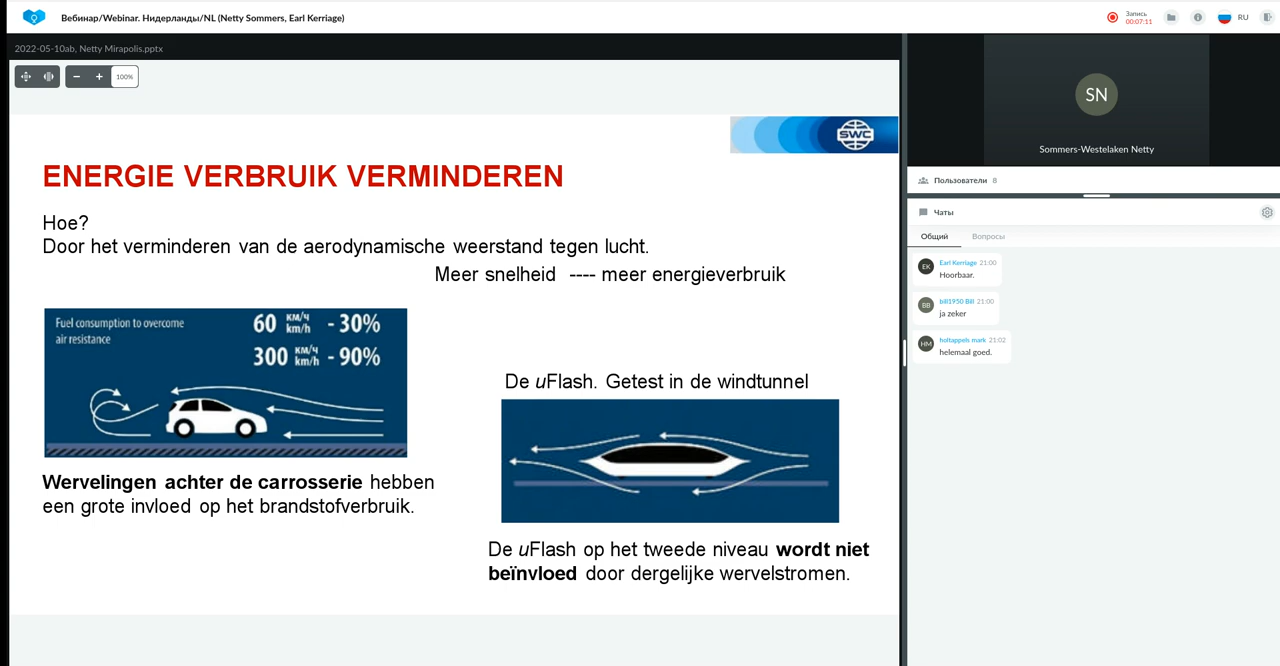 Вебинар/Webinar. Нидерланды/NL (Netty Sommers, Earl Kerriage)
Запись
00:07:11
RU
2022-05-10ab, Netty Mirapolis.pptx
100%
SWC
ENERGIE VERBRUIK VERMINDEREN
Hoe?
Door het verminderen van de aerodynamische weerstand tegen lucht.
Meer snelheid ---- meer energieverbruik
Fuel consumption to overcome
air resistance
60 км/ч km/h - 30%
300 км/ч km/h - 90%
De uFlash. Getest in de windtunnel
Wervelingen achter de carrosserie hebben
een grote invloed op het brandstofverbruik.
De uFlash op het tweede niveau wordt niet
beïnvloed door dergelijke wervelstromen.
SN
Sommers-Westelaken Netty
Пользователи 8
Чаты
Общий Вопросы
EK
Earl Kerriage 21:00
Hoorbaar.
BB
bill1950 Bill 21:00
ja zeker
HM
holtappels mark 21:02
helemaal goed.